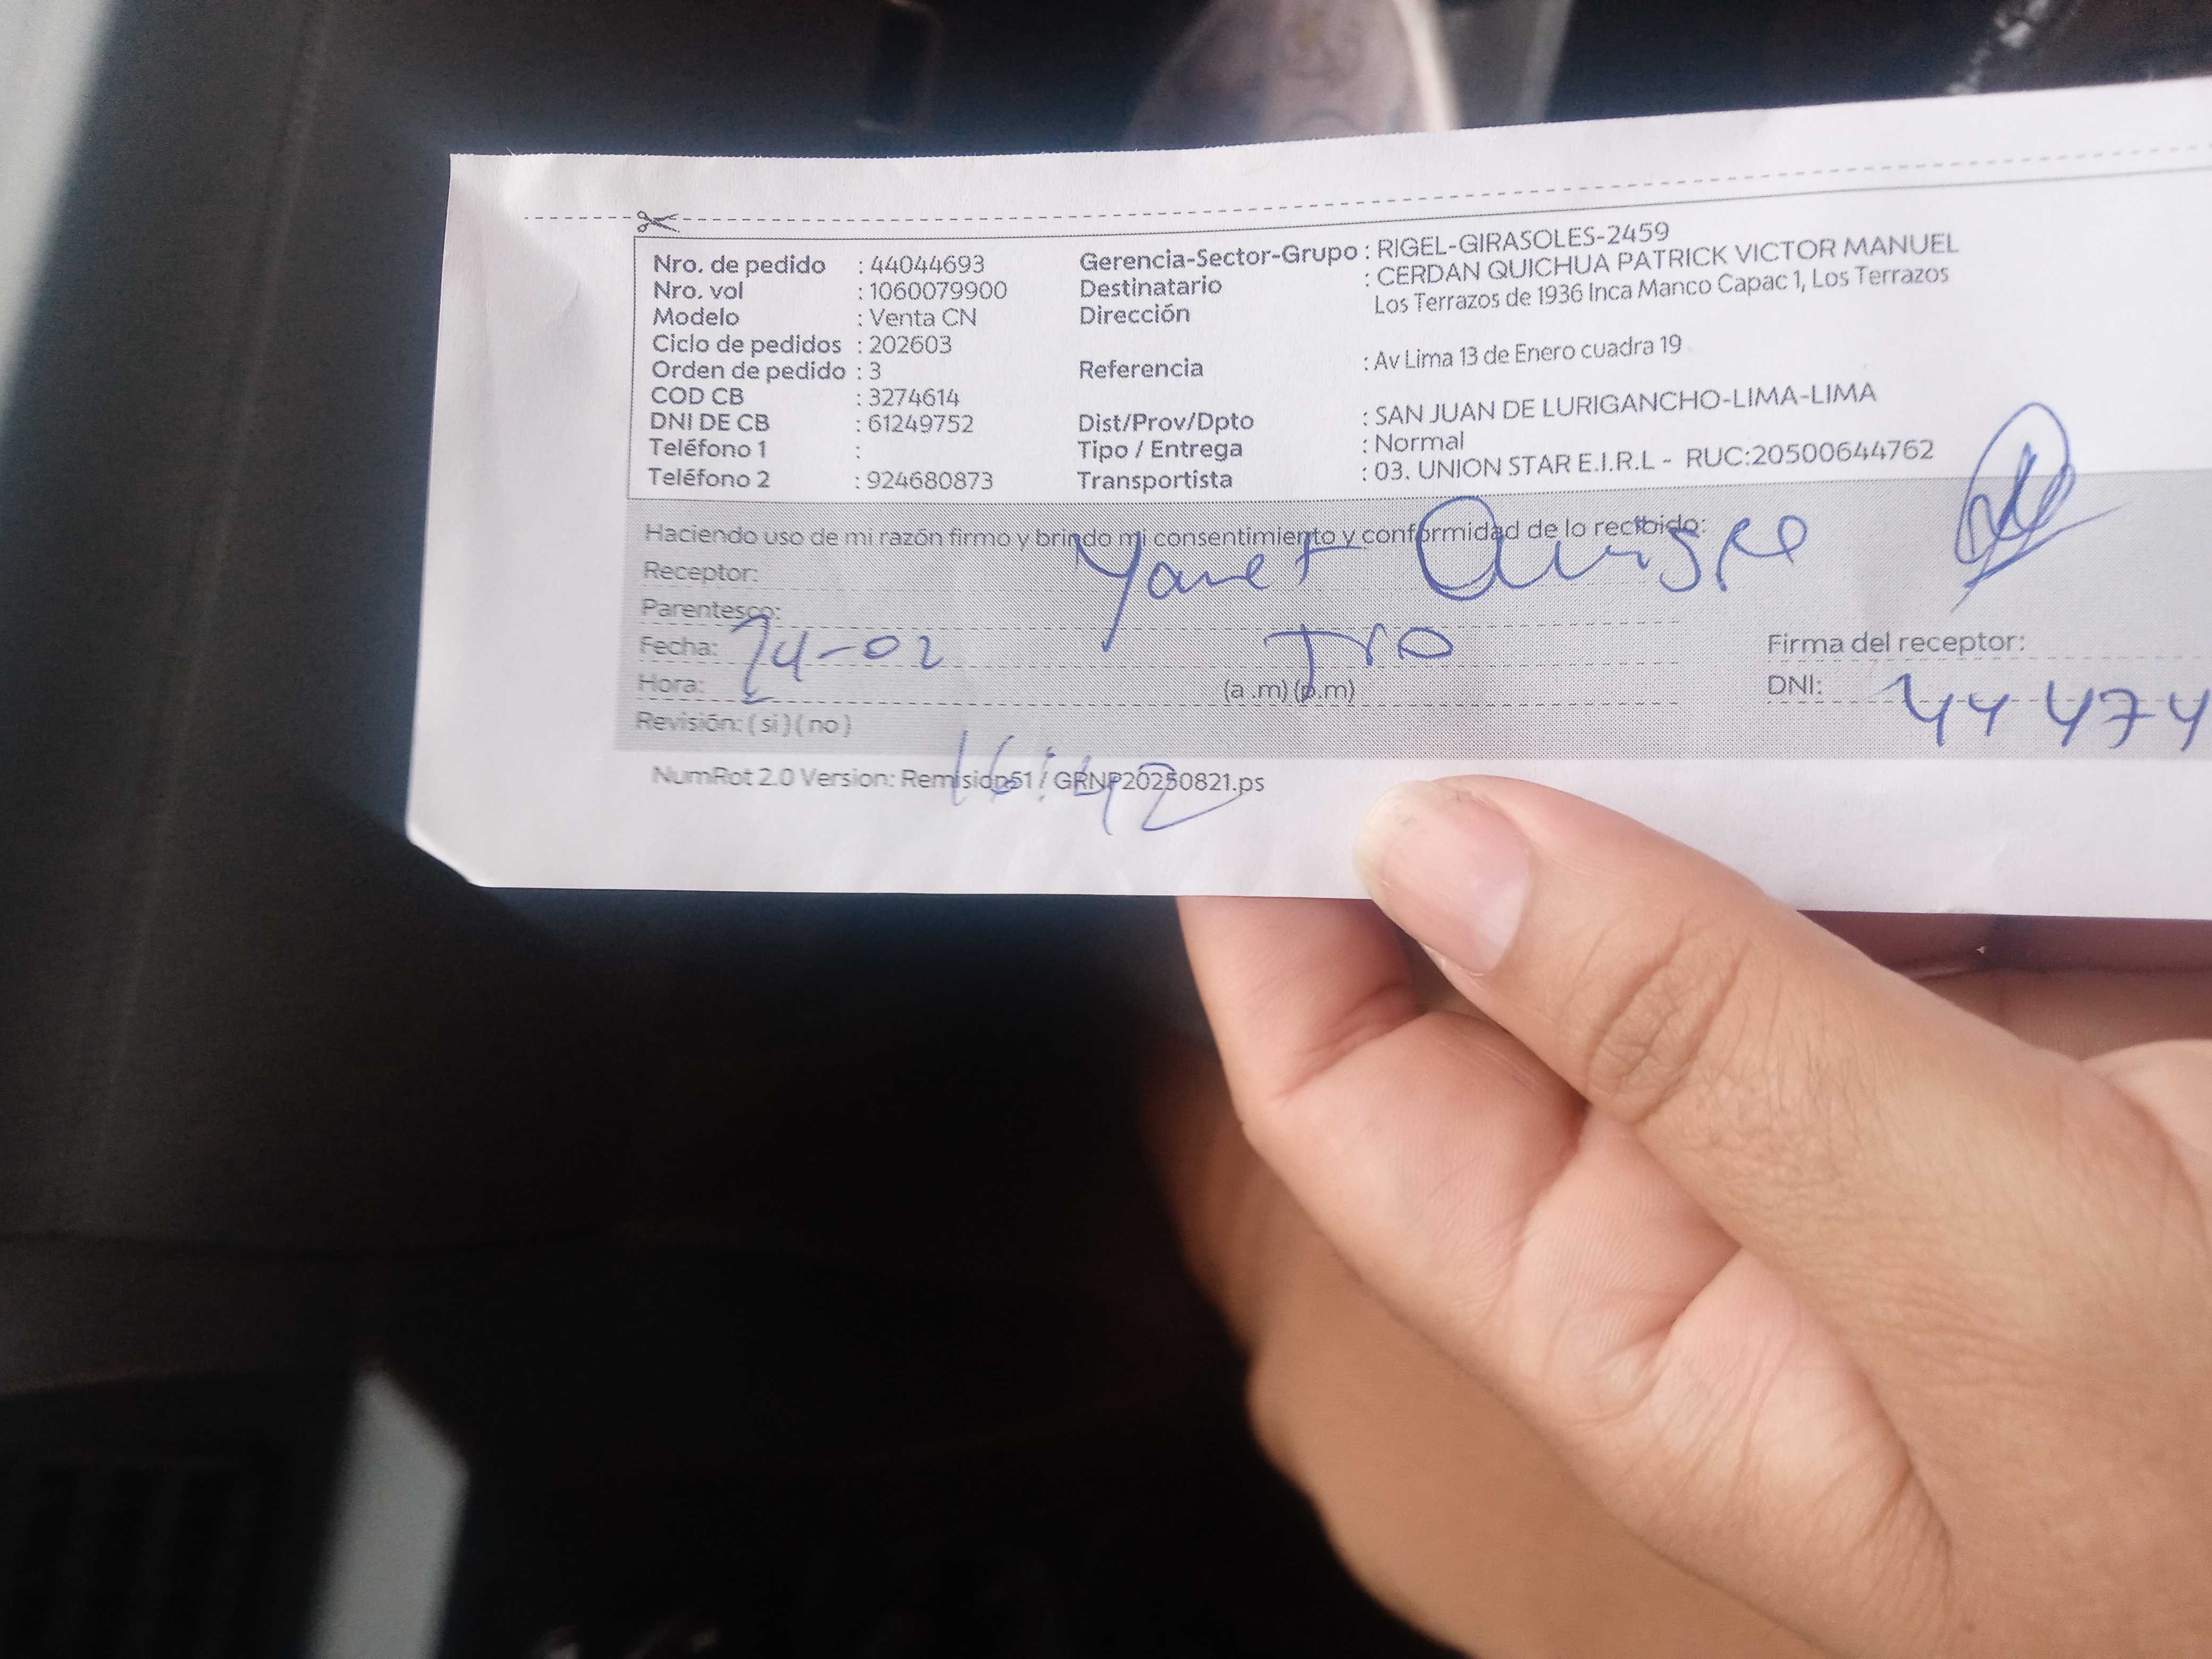 Nro. de pedido : 44044693
Nro. vol : 1060079900
Modelo : Venta CN
Ciclo de pedidos : 202603
Orden de pedido : 3
COD CB : 3274614
DNI DE CB : 61249752
Teléfono 1 :
Teléfono 2 : 924680873
Gerencia-Sector-Grupo : RIGEL-GIRASOLES-2459
Destinatario : CERDAN QUICHUA PATRICK VICTOR MANUEL
Dirección Los Terrazos de 1936 Inca Manco Capac 1, Los Terrazos
Referencia : Av Lima 13 de Enero cuadra 19
Dist/Prov/Dpto : SAN JUAN DE LURIGANCHO-LIMA-LIMA
Tipo / Entrega : Normal
Transportista : 03. UNION STAR E.I.R.L - RUC:20500644762
Haciendo uso de mi razón firmo y brindo mi consentimiento y conformidad de lo recibido:
Receptor: Yanet Quispe
Parentesco:
Fecha: 24-02
Firma del receptor:
Hora: (a .m) (p.m)
DNI: 44474
Revisión: ( si ) ( no )
16:42
NumRot 2.0 Version: Remision51 / GRNP20250821.ps